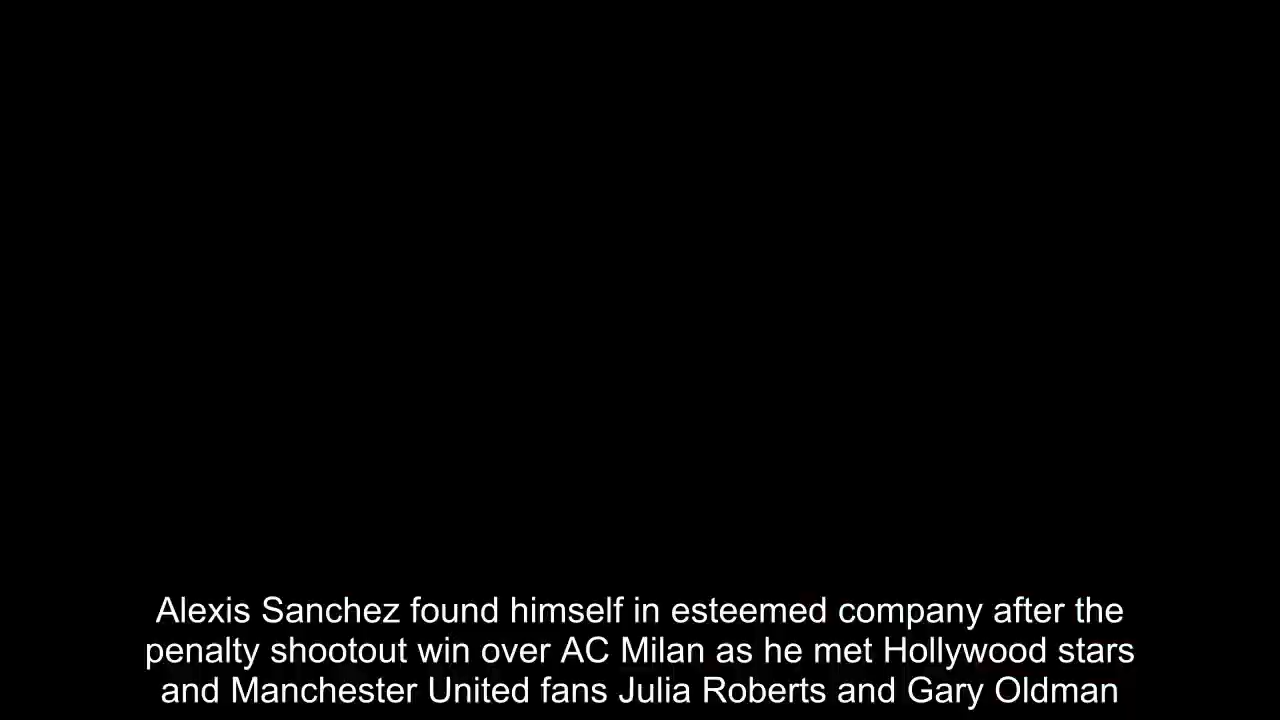 Alexis Sanchez found himself in esteemed company after the
penalty shootout win over AC Milan as he met Hollywood stars
and Manchester United fans Julia Roberts and Gary Oldman